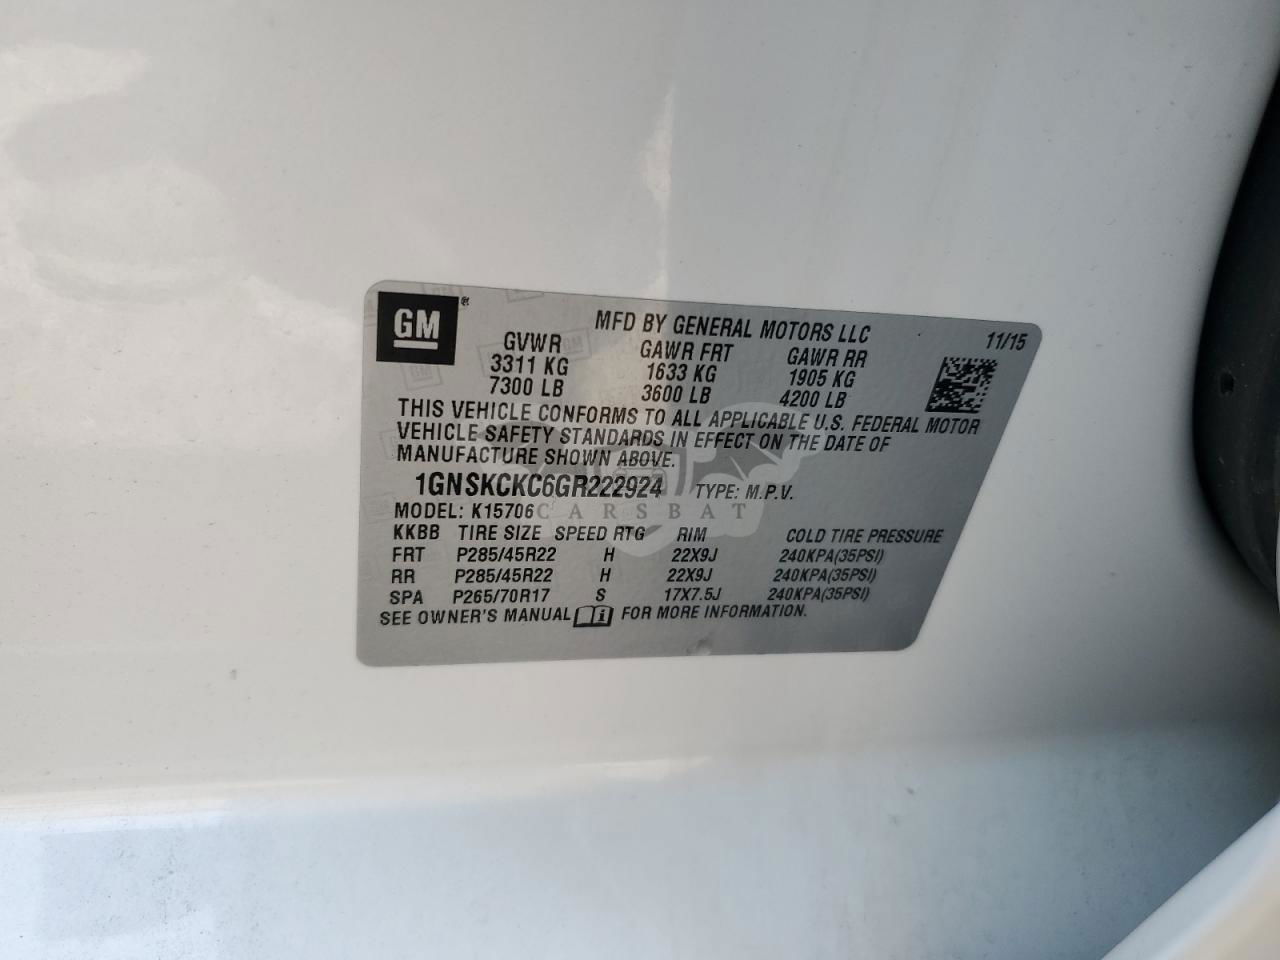 GM ®
MFD BY GENERAL MOTORS LLC 11/15
GVWR GAWR FRT GAWR RR
3311 KG 1633 KG 1905 KG
7300 LB 3600 LB 4200 LB
THIS VEHICLE CONFORMS TO ALL APPLICABLE U.S. FEDERAL MOTOR
VEHICLE SAFETY STANDARDS IN EFFECT ON THE DATE OF
MANUFACTURE SHOWN ABOVE.
1GNSKCKC6GR222924 TYPE: M.P.V.
MODEL: K15706
CARSBAT
KKBB TIRE SIZE SPEED RTG RIM COLD TIRE PRESSURE
FRT P285/45R22 H 22X9J 240KPA(35PSI)
RR P285/45R22 H 22X9J 240KPA(35PSI)
SPA P265/70R17 S 17X7.5J 240KPA(35PSI)
SEE OWNER'S MANUAL i FOR MORE INFORMATION.